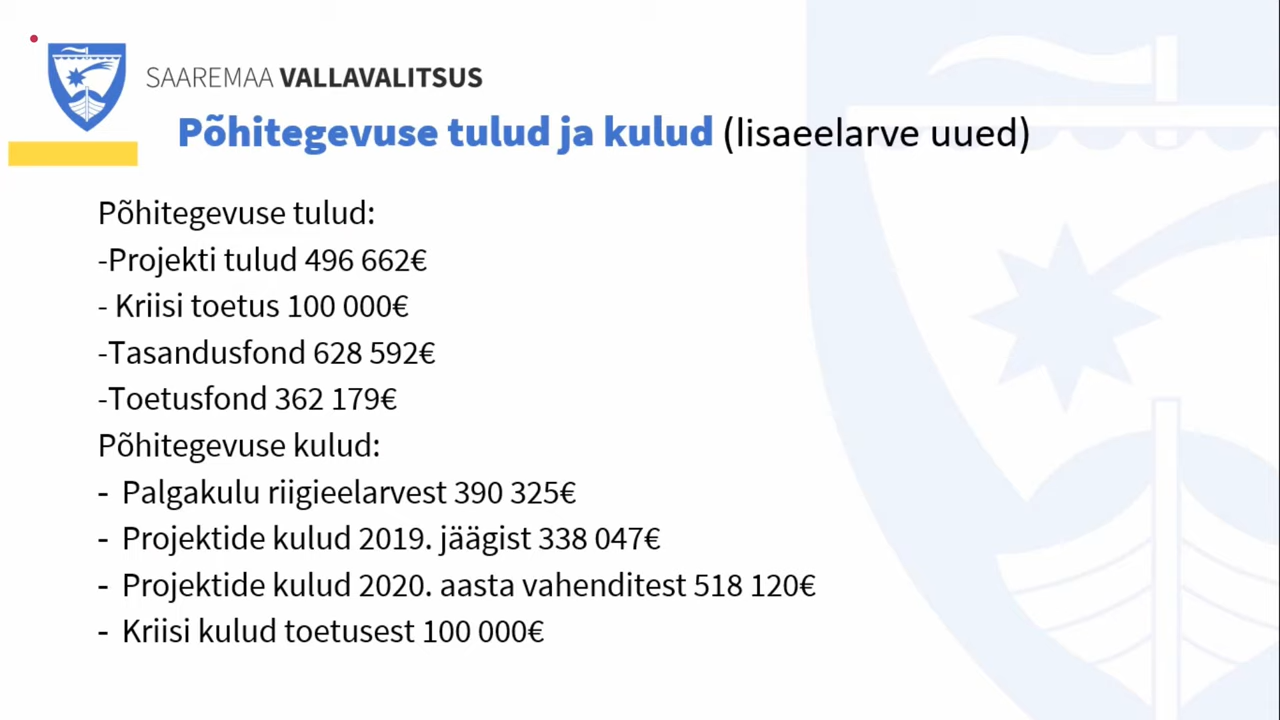 SAAREMAA VALLAVALITSUS
Põhitegevuse tulud ja kulud (lisaeelarve uued)
Põhitegevuse tulud:
-Projekti tulud 496 662€
- Kriisi toetus 100 000€
-Tasandusfond 628 592€
-Toetusfond 362 179€
Põhitegevuse kulud:
- Palgakulu riigieelarvest 390 325€
- Projektide kulud 2019. jäägist 338 047€
- Projektide kulud 2020. aasta vahenditest 518 120€
- Kriisi kulud toetusest 100 000€